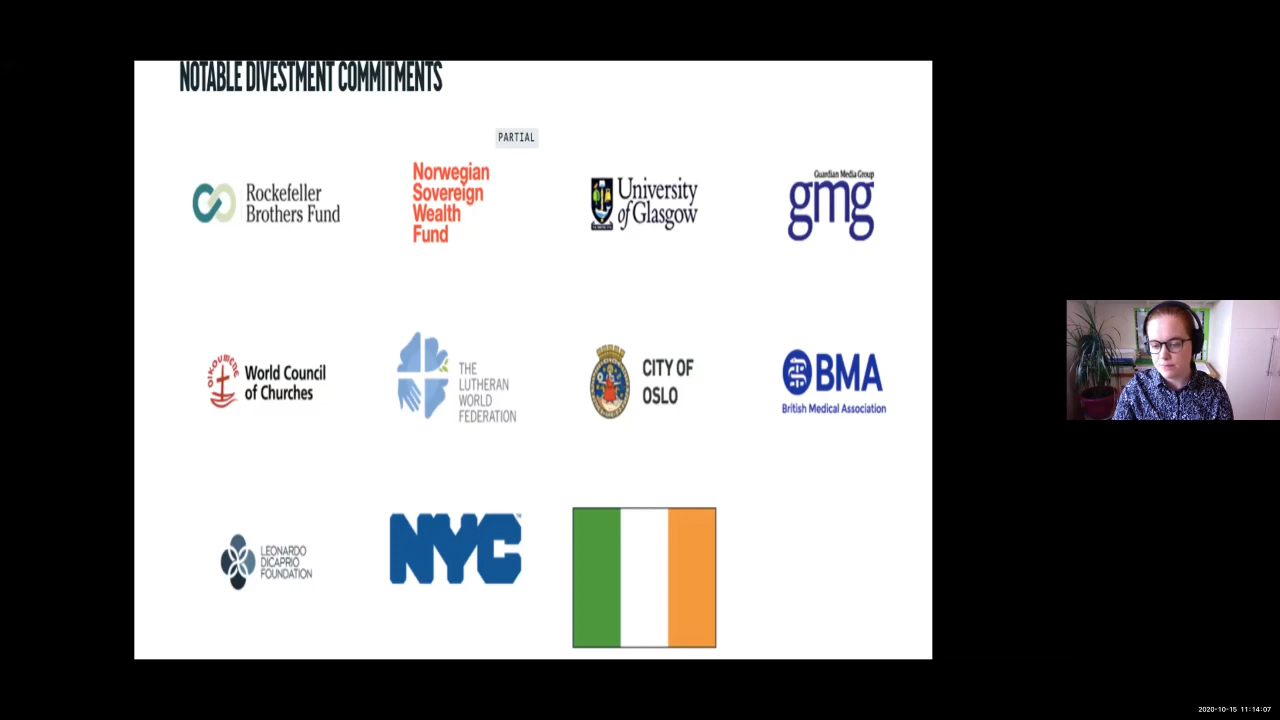 NOTABLE DIVESTMENT COMMITMENTS
PARTIAL
Rockefeller
Brothers Fund
Norwegian
Sovereign
Wealth
Fund
University
of Glasgow
Guardian Media Group
gmg
OIKOUMENE
World Council
of Churches
THE
LUTHERAN
WORLD
FEDERATION
CITY OF
OSLO
BMA
British Medical Association
LEONARDO
DICAPRIO
FOUNDATION
NYC
2020-10-15 11:14:07